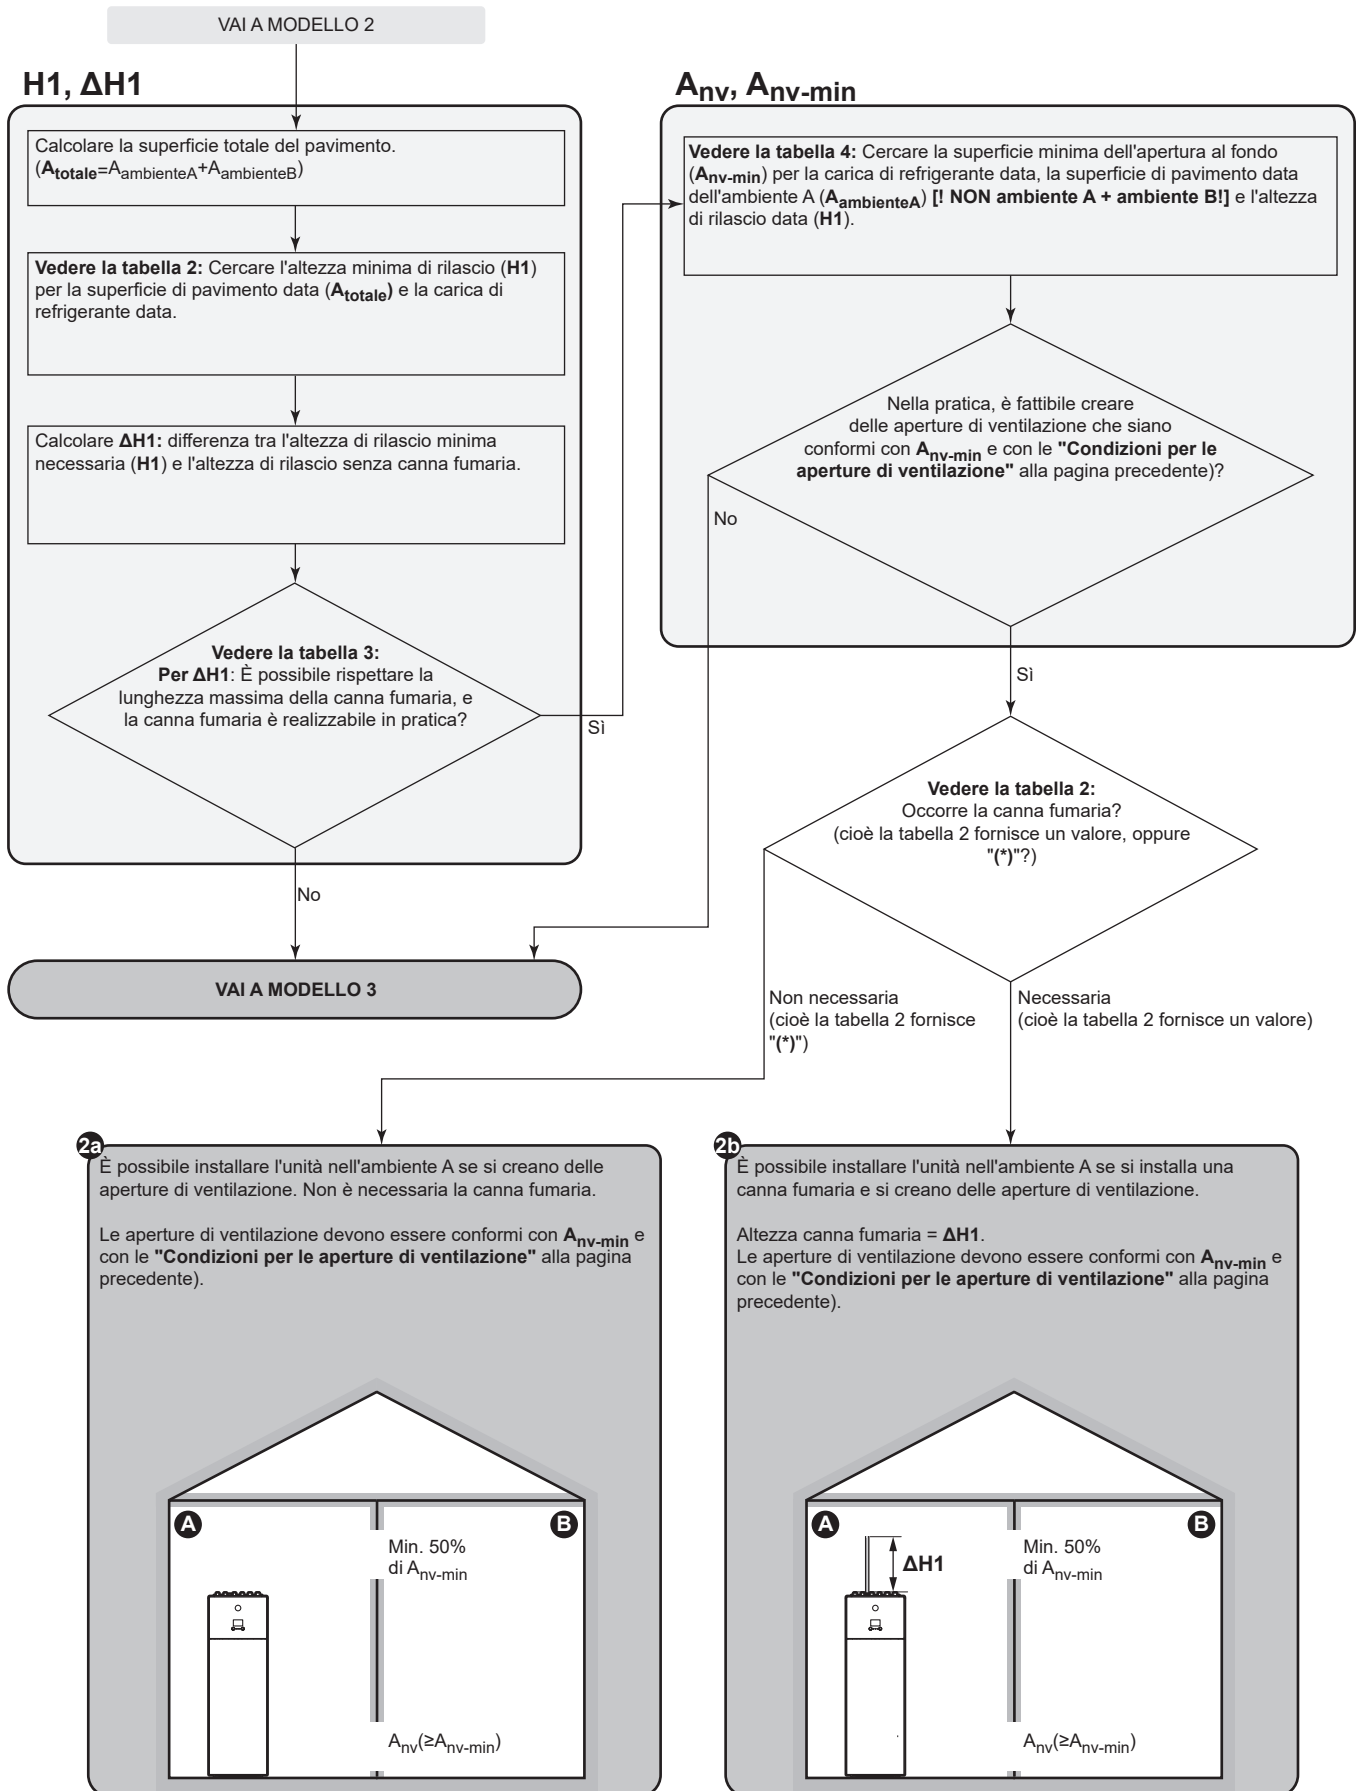 VAI A MODELLO 2
H1, ΔH1
Calcolare la superficie totale del pavimento.
(Atotale=AambienteA+AambienteB)
Vedere la tabella 2: Cercare l'altezza minima di rilascio (H1)
per la superficie di pavimento data (Atotale) e la carica di
refrigerante data.
Calcolare ΔH1: differenza tra l'altezza di rilascio minima
necessaria (H1) e l'altezza di rilascio senza canna fumaria.
Vedere la tabella 3:
Per ΔH1: È possibile rispettare la
lunghezza massima della canna fumaria, e
la canna fumaria è realizzabile in pratica?
Sì
No
VAI A MODELLO 3
Anv, Anv-min
Vedere la tabella 4: Cercare la superficie minima dell'apertura al fondo
(Anv-min) per la carica di refrigerante data, la superficie di pavimento data
dell'ambiente A (AambienteA) [! NON ambiente A + ambiente B!] e l'altezza
di rilascio data (H1).
Nella pratica, è fattibile creare
delle aperture di ventilazione che siano
conformi con Anv-min e con le "Condizioni per le
aperture di ventilazione" alla pagina precedente)?
No
Sì
Vedere la tabella 2:
Occorre la canna fumaria?
(cioè la tabella 2 fornisce un valore, oppure
"(*)"?)
Non necessaria
(cioè la tabella 2 fornisce
"(*)")
Necessaria
(cioè la tabella 2 fornisce un valore)
2a
È possibile installare l'unità nell'ambiente A se si creano delle
aperture di ventilazione. Non è necessaria la canna fumaria.
Le aperture di ventilazione devono essere conformi con Anv-min e
con le "Condizioni per le aperture di ventilazione" alla pagina
precedente).
A
B
Min. 50%
di Anv-min
Anv(≥Anv-min)
2b
È possibile installare l'unità nell'ambiente A se si installa una
canna fumaria e si creano delle aperture di ventilazione.
Altezza canna fumaria = ΔH1.
Le aperture di ventilazione devono essere conformi con Anv-min e
con le "Condizioni per le aperture di ventilazione" alla pagina
precedente).
A
B
ΔH1
Min. 50%
di Anv-min
Anv(≥Anv-min)